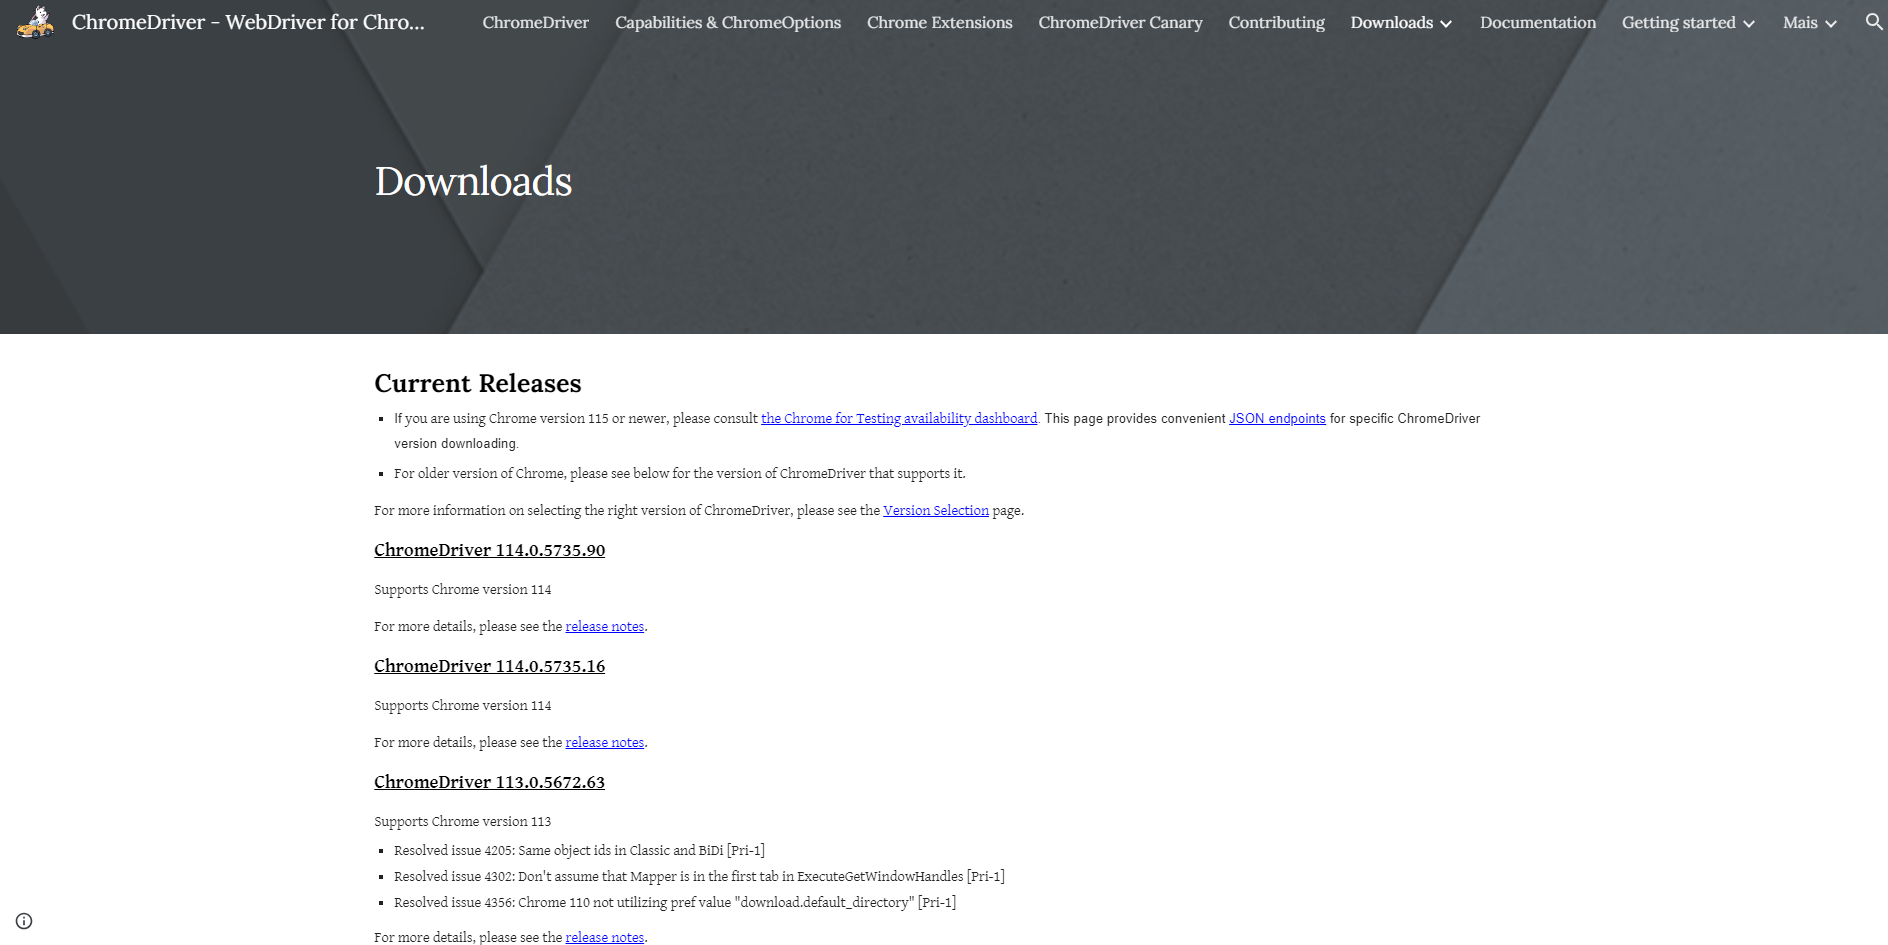 ChromeDriver - WebDriver for Chro...
ChromeDriver
Capabilities & ChromeOptions
Chrome Extensions
ChromeDriver Canary
Contributing
Downloads
Documentation
Getting started
Mais
Downloads
Current Releases
If you are using Chrome version 115 or newer, please consult the Chrome for Testing availability dashboard. This page provides convenient JSON endpoints for specific ChromeDriver
version downloading.
For older version of Chrome, please see below for the version of ChromeDriver that supports it.
For more information on selecting the right version of ChromeDriver, please see the Version Selection page.
ChromeDriver 114.0.5735.90
Supports Chrome version 114
For more details, please see the release notes.
ChromeDriver 114.0.5735.16
Supports Chrome version 114
For more details, please see the release notes.
ChromeDriver 113.0.5672.63
Supports Chrome version 113
Resolved issue 4205: Same object ids in Classic and BiDi [Pri-1]
Resolved issue 4302: Don't assume that Mapper is in the first tab in ExecuteGetWindowHandles [Pri-1]
Resolved issue 4356: Chrome 110 not utilizing pref value "download.default_directory" [Pri-1]
For more details, please see the release notes.